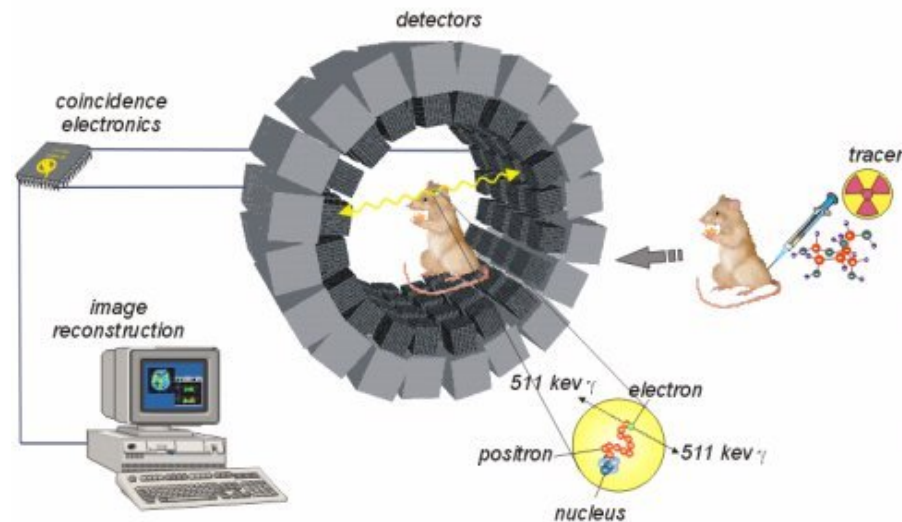 detectors
coincidence
electronics
tracer
image
reconstruction
511 kev γ
electron
positron
511 kev γ
nucleus